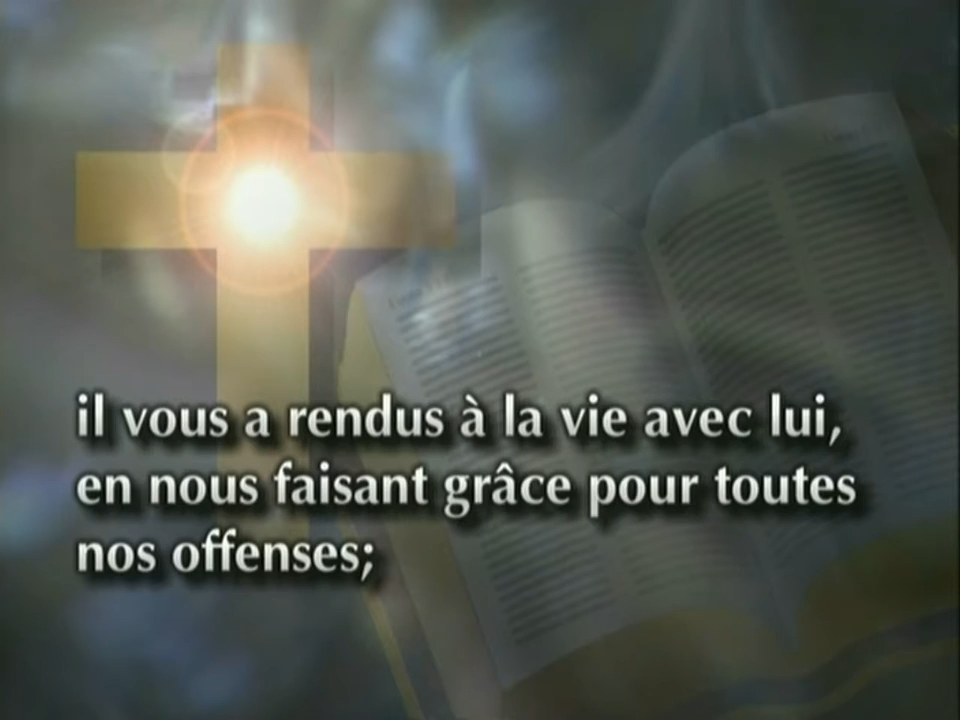 il vous a rendus à la vie avec lui,
en nous faisant grâce pour toutes
nos offenses;